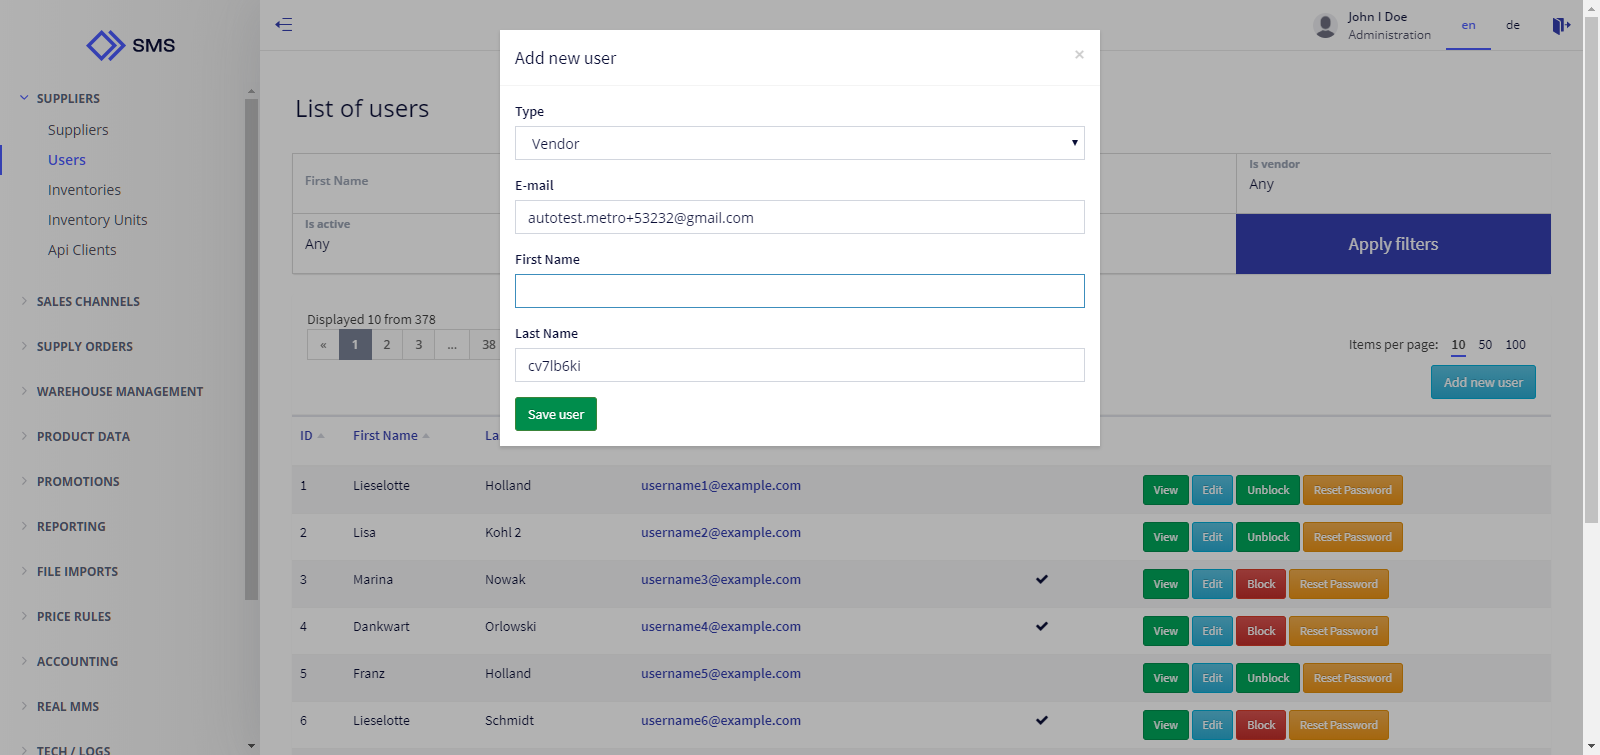 SMS
SUPPLIERS
Suppliers
Users
Inventories
Inventory Units
Api Clients
SALES CHANNELS
SUPPLY ORDERS
WAREHOUSE MANAGEMENT
PRODUCT DATA
PROMOTIONS
REPORTING
FILE IMPORTS
PRICE RULES
ACCOUNTING
REAL MMS
TECH / LOGS
John I Doe
Administration
en de
List of users
First Name
Is vendor
Any
Is active
Any
Apply filters
Displayed 10 from 378
« 1 2 3 ... 38
Items per page: 10 50 100
Add new user
Add new user ×
Type
Vendor
E-mail
autotest.metro+53232@gmail.com
First Name
Last Name
cv7lb6ki
Save user
ID First Name La
1 Lieselotte Holland username1@example.com View Edit Unblock Reset Password
2 Lisa Kohl 2 username2@example.com View Edit Unblock Reset Password
3 Marina Nowak username3@example.com View Edit Block Reset Password
4 Dankwart Orlowski username4@example.com View Edit Block Reset Password
5 Franz Holland username5@example.com View Edit Unblock Reset Password
6 Lieselotte Schmidt username6@example.com View Edit Block Reset Password